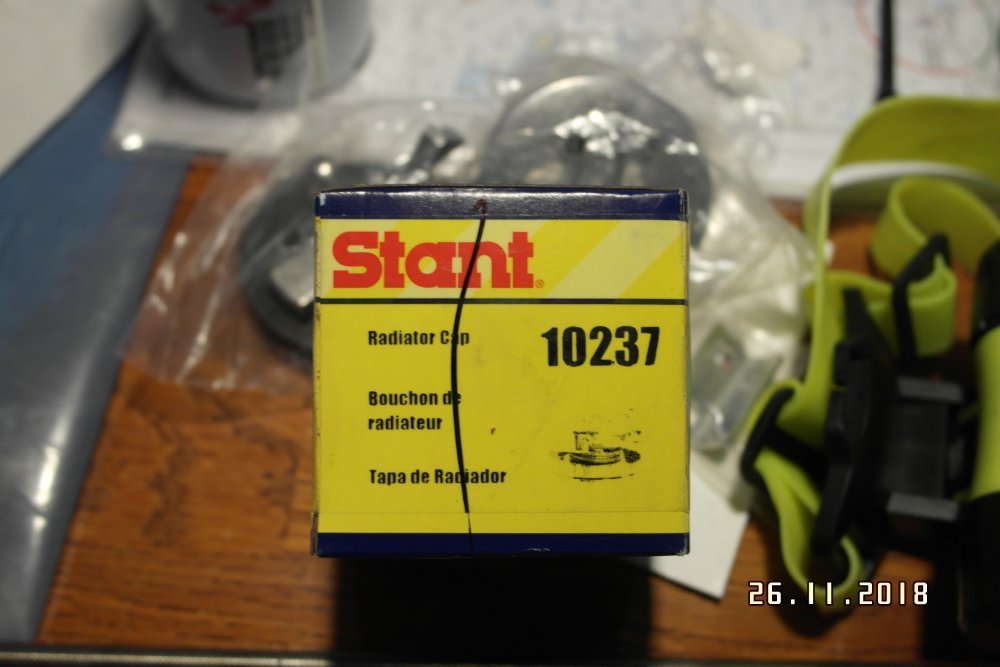 Stant®
Radiator Cap
10237
Bouchon de
radiateur
Tapa de Radiador
26.11.2018